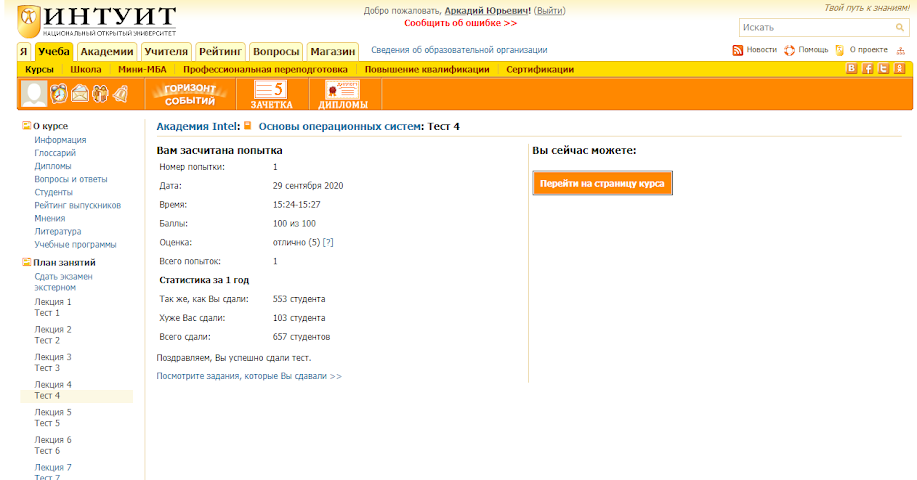 ИНТУИТ
НАЦИОНАЛЬНЫЙ ОТКРЫТЫЙ УНИВЕРСИТЕТ
Добро пожаловать, Аркадий Юрьевич! (Выйти)
Сообщить об ошибке >>
Твой путь к знаниям!
Искать
Я Учеба Академии Учителя Рейтинг Вопросы Магазин Сведения об образовательной организации
Новости Помощь О проекте
Курсы Школа Мини-МБА Профессиональная переподготовка Повышение квалификации Сертификации
ГОРИЗОНТ СОБЫТИЙ
5
ЗАЧЕТКА
ДИПЛОМЫ
О курсе
Информация
Глоссарий
Дипломы
Вопросы и ответы
Студенты
Рейтинг выпускников
Мнения
Литература
Учебные программы
План занятий
Сдать экзамен
экстерном
Лекция 1
Тест 1
Лекция 2
Тест 2
Лекция 3
Тест 3
Лекция 4
Тест 4
Лекция 5
Тест 5
Лекция 6
Тест 6
Лекция 7
Тест 7
Академия Intel: Основы операционных систем: Тест 4
Вам засчитана попытка
Номер попытки: 1
Дата: 29 сентября 2020
Время: 15:24-15:27
Баллы: 100 из 100
Оценка: отлично (5) [?]
Всего попыток: 1
Статистика за 1 год
Так же, как Вы сдали: 553 студента
Хуже Вас сдали: 103 студента
Всего сдали: 657 студентов
Поздравляем, Вы успешно сдали тест.
Посмотрите задания, которые Вы сдавали >>
Вы сейчас можете:
Перейти на страницу курса